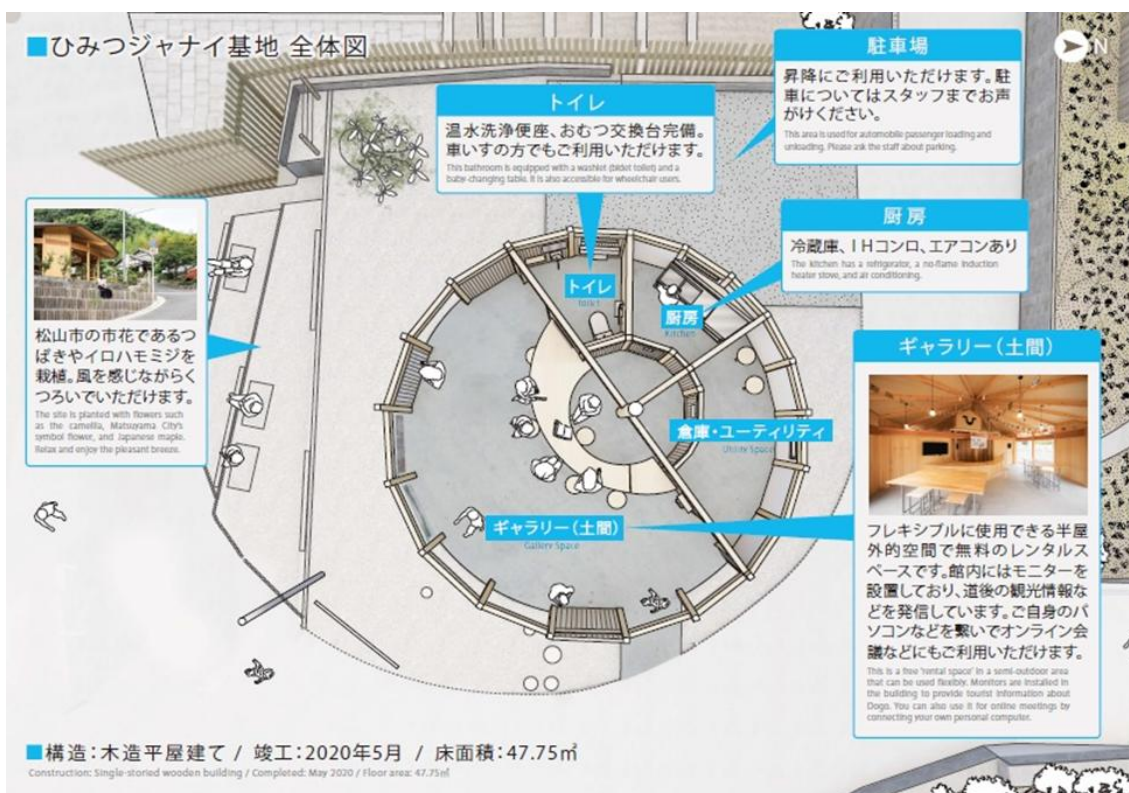 ■ひみつジャナイ基地 全体図
N
駐車場
昇降にご利用いただけます。駐
車についてはスタッフまでお声
がけください。
This area is used for automobile passenger loading and
unloading. Please ask the staff about parking.
トイレ
温水洗浄便座、おむつ交換台完備。
車いすの方でもご利用いただけます。
This bathroom is equipped with a washlet (bidet toilet) and a
baby-changing table. It is also accessible for wheelchair users.
厨房
冷蔵庫、IHコンロ、エアコンあり
The kitchen has a refrigerator, a no-flame induction
heater stove, and air conditioning.
松山市の市花であるつ
ばきやイロハモミジを
栽植。風を感じながらく
つろいでいただけます。
The site is planted with flowers such
as the camellia, Matsuyama City's
symbol flower, and Japanese maple.
Relax and enjoy the pleasant breeze.
トイレ
toilet
厨房
Kitchen
倉庫・ユーティリティ
Utility Space
ギャラリー(土間)
Gallery Space
ギャラリー(土間)
フレキシブルに使用できる半屋
外的空間で無料のレンタルス
ペースです。館内にはモニターを
設置しており、道後の観光情報な
どを発信しています。ご自身のパ
ソコンなどを繋いでオンライン会
議などにもご利用いただけます。
This is a free 'rental space' in a semi-outdoor area
that can be used flexibly. Monitors are installed in
the building to provide tourist information about
Dogo. You can also use it for online meetings by
connecting your own personal computer.
■構造:木造平屋建て / 竣工:2020年5月 / 床面積:47.75㎡
Construction: Single-storied wooden building / Completed: May 2020 / Floor area: 47.75㎡